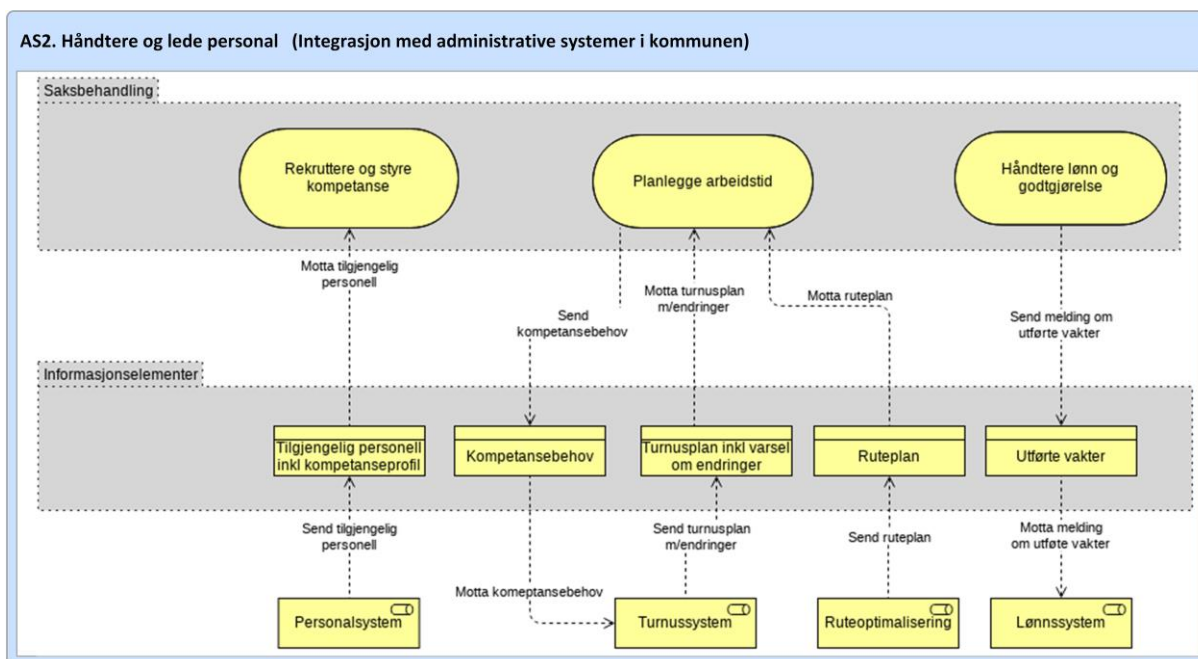 AS2. Håndtere og lede personal (Integrasjon med administrative systemer i kommunen)
Saksbehandling
Rekruttere og styre
kompetanse
Planlegge arbeidstid
Håndtere lønn og
godtgjørelse
Motta tilgjengelig
personell
Send
kompetansebehov
Motta turnusplan
m/endringer
Motta ruteplan
Send melding om
utførte vakter
Informasjonselementer
Tilgjengelig personell
inkl kompetanseprofil
Kompetansebehov
Turnusplan inkl varsel
om endringer
Ruteplan
Utførte vakter
Send tilgjengelig
personell
Motta komeptansebehov
Send turnusplan
m/endringer
Send ruteplan
Motta melding
om utføte vakter
Personalsystem
Turnussystem
Ruteoptimalisering
Lønnssystem